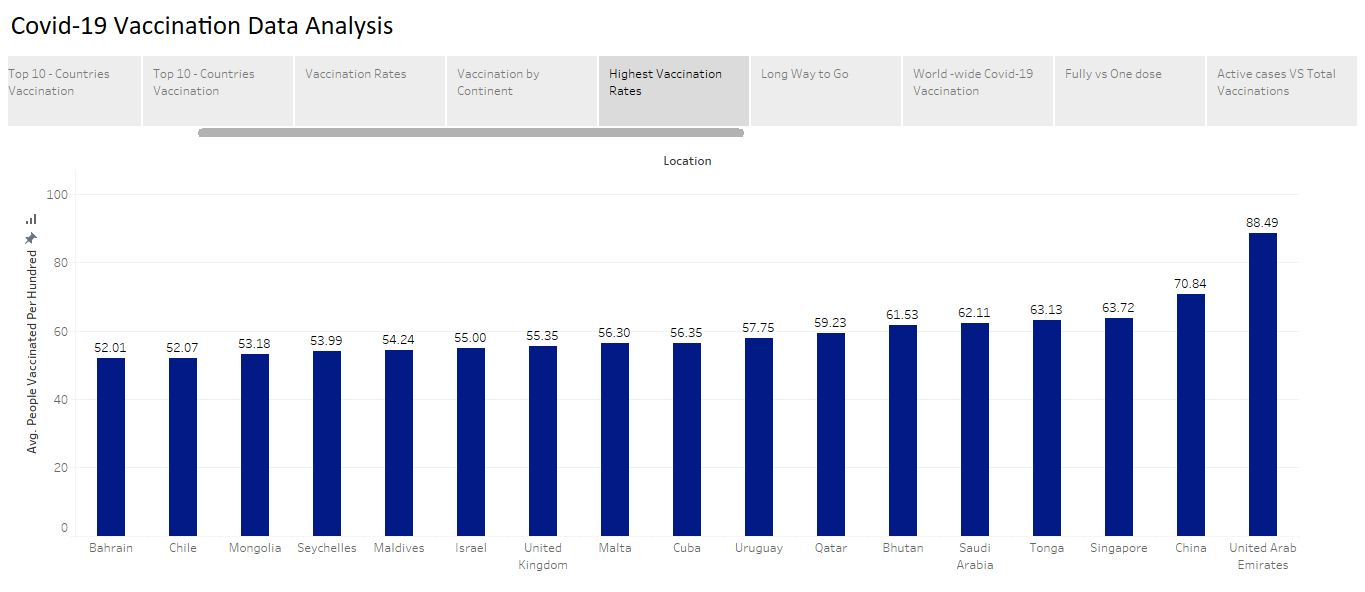 Covid-19 Vaccination Data Analysis
Top 10 - Countries
Vaccination
Top 10 - Countries
Vaccination
Vaccination Rates
Vaccination by
Continent
Highest Vaccination
Rates
Long Way to Go
World -wide Covid-19
Vaccination
Fully vs One dose
Active cases VS Total
Vaccinations
Location
Avg. People Vaccinated Per Hundred
100
80
60
40
20
0
52.01
52.07
53.18
53.99
54.24
55.00
55.35
56.30
56.35
57.75
59.23
61.53
62.11
63.13
63.72
70.84
88.49
Bahrain
Chile
Mongolia
Seychelles
Maldives
Israel
United
Kingdom
Malta
Cuba
Uruguay
Qatar
Bhutan
Saudi
Arabia
Tonga
Singapore
China
United Arab
Emirates